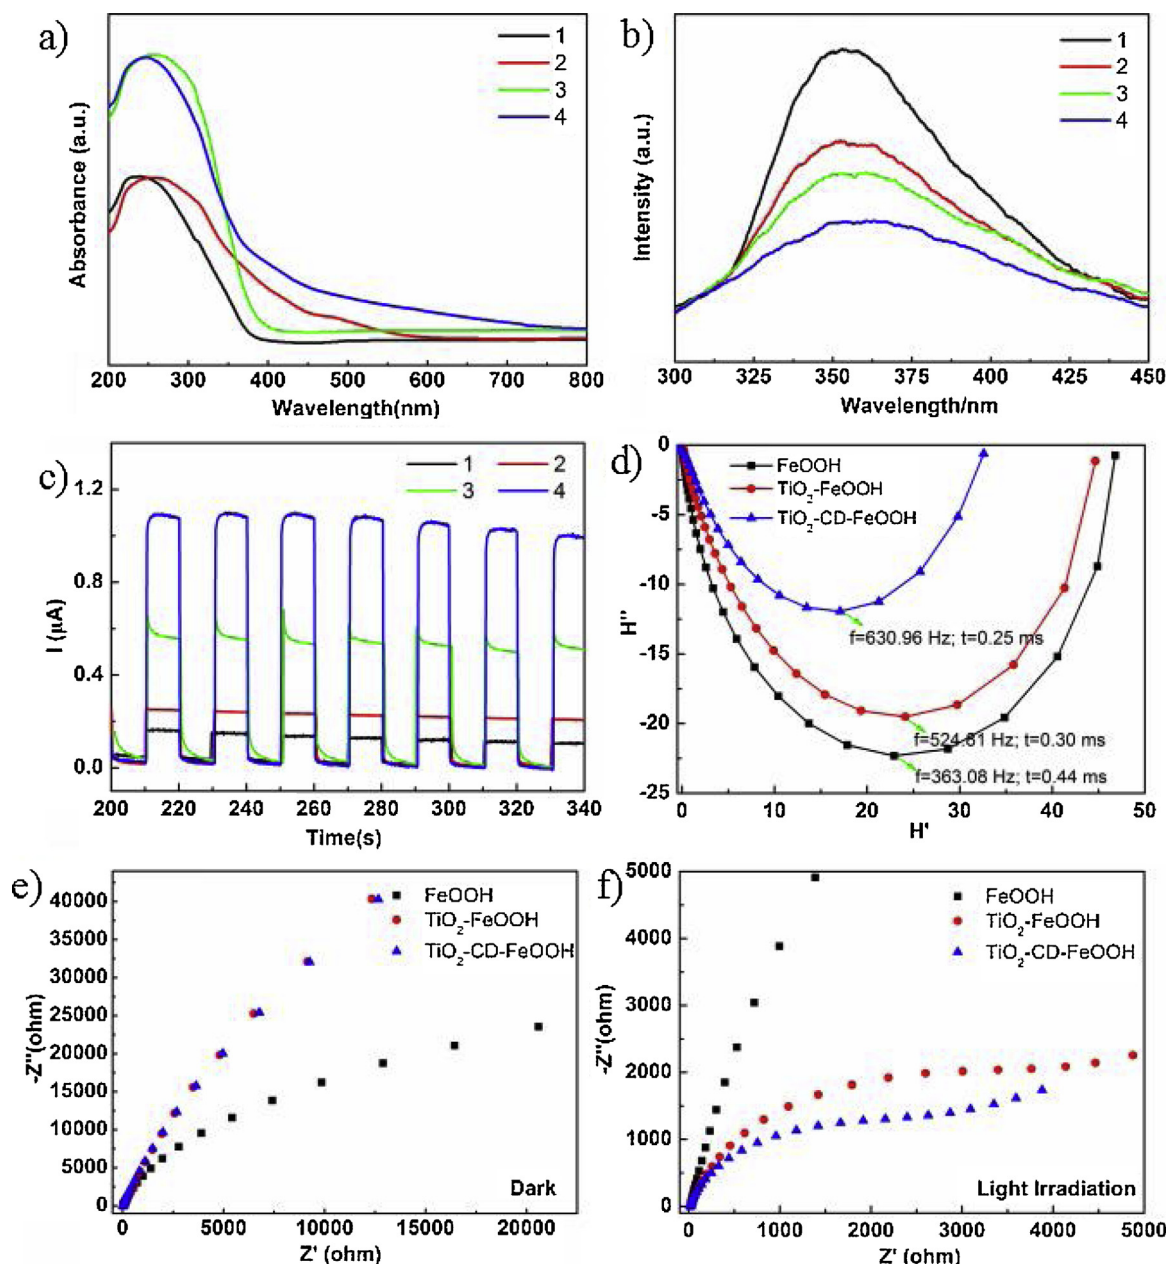 a)
1
2
3
4
Absorbance (a.u.)
200 300 400 500 600 700 800
Wavelength(nm)
b)
1
2
3
4
Intensity (a.u.)
300 325 350 375 400 425 450
Wavelength/nm
c)
1 2
3 4
1.2
0.8
0.4
0.0
I (μA)
200 220 240 260 280 300 320 340
Time(s)
d)
FeOOH
TiO₂-FeOOH
TiO₂-CD-FeOOH
0
-5
-10
-15
-20
-25
H''
f=630.96 Hz; t=0.25 ms
f=524.81 Hz; t=0.30 ms
f=363.08 Hz; t=0.44 ms
0 10 20 30 40 50
H'
e)
FeOOH
TiO₂-FeOOH
TiO₂-CD-FeOOH
40000
35000
30000
25000
20000
15000
10000
5000
0
-Z''(ohm)
Dark
0 5000 10000 15000 20000
Z' (ohm)
f)
FeOOH
TiO₂-FeOOH
TiO₂-CD-FeOOH
5000
4000
3000
2000
1000
0
-Z''(ohm)
Light Irradiation
0 1000 2000 3000 4000 5000
Z' (ohm)